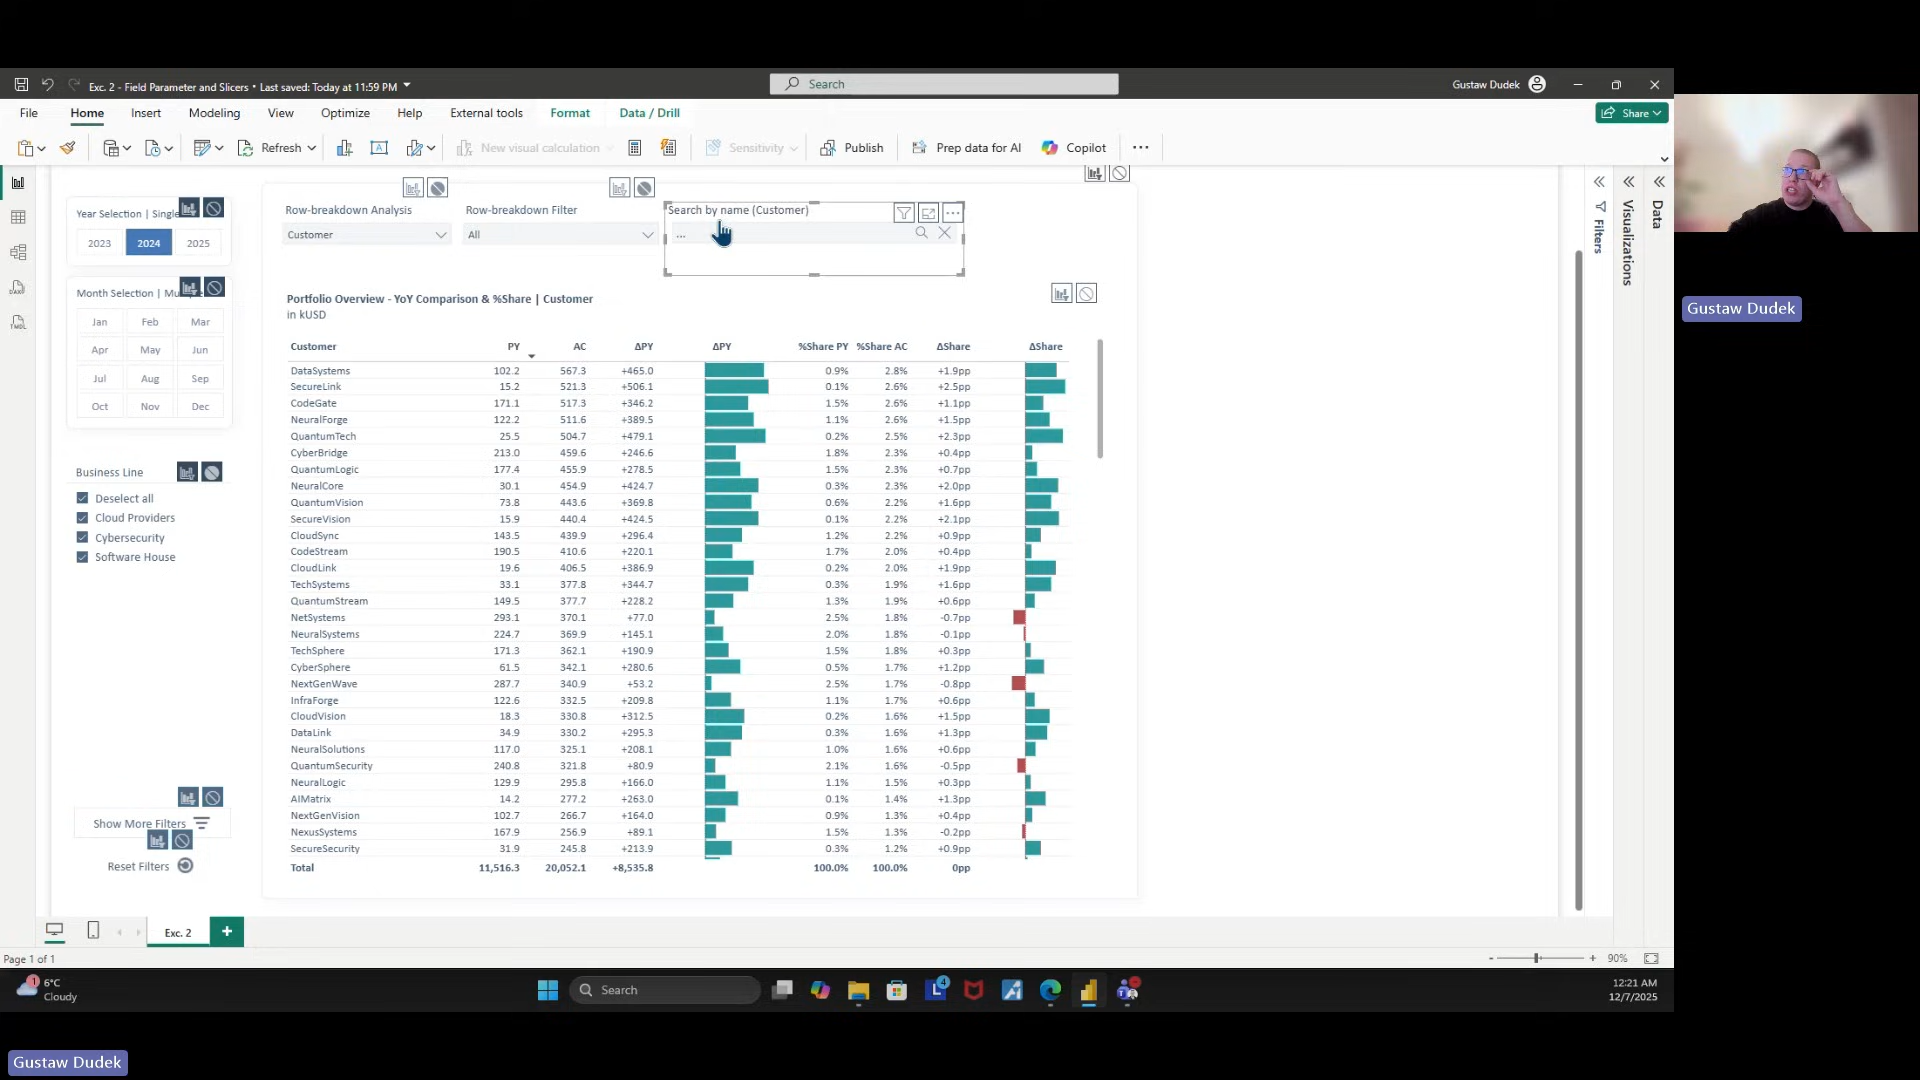 Exc. 2 - Field Parameter and Slicers • Last saved: Today at 11:59 PM
Search
Gustaw Dudek
File Home Insert Modeling View Optimize Help External tools Format Data / Drill
Share
Refresh New visual calculation Sensitivity Publish Prep data for AI Copilot ...
Year Selection | Single
2023 2024 2025
Month Selection | Mu
Jan Feb Mar
Apr May Jun
Jul Aug Sep
Oct Nov Dec
Business Line
Deselect all
Cloud Providers
Cybersecurity
Software House
Show More Filters
Reset Filters
Row-breakdown Analysis
Customer
Row-breakdown Filter
All
Search by name (Customer)
...
Portfolio Overview - YoY Comparison & %Share | Customer
in kUSD
Customer PY AC ΔPY ΔPY %Share PY %Share AC ΔShare ΔShare
DataSystems 102.2 567.3 +465.0 0.9% 2.8% +1.9pp
SecureLink 15.2 521.3 +506.1 0.1% 2.6% +2.5pp
CodeGate 171.1 517.3 +346.2 1.5% 2.6% +1.1pp
NeuralForge 122.2 511.6 +389.5 1.1% 2.6% +1.5pp
QuantumTech 25.5 504.7 +479.1 0.2% 2.5% +2.3pp
CyberBridge 213.0 459.6 +246.6 1.8% 2.3% +0.4pp
QuantumLogic 177.4 455.9 +278.5 1.5% 2.3% +0.7pp
NeuralCore 30.1 454.9 +424.7 0.3% 2.3% +2.0pp
QuantumVision 73.8 443.6 +369.8 0.6% 2.2% +1.6pp
SecureVision 15.9 440.4 +424.5 0.1% 2.2% +2.1pp
CloudSync 143.5 439.9 +296.4 1.2% 2.2% +0.9pp
CodeStream 190.5 410.6 +220.1 1.7% 2.0% +0.4pp
CloudLink 19.6 406.5 +386.9 0.2% 2.0% +1.9pp
TechSystems 33.1 377.8 +344.7 0.3% 1.9% +1.6pp
QuantumStream 149.5 377.7 +228.2 1.3% 1.9% +0.6pp
NetSystems 293.1 370.1 +77.0 2.5% 1.8% -0.7pp
NeuralSystems 224.7 369.9 +145.1 2.0% 1.8% -0.1pp
TechSphere 171.3 362.1 +190.9 1.5% 1.8% +0.3pp
CyberSphere 61.5 342.1 +280.6 0.5% 1.7% +1.2pp
NextGenWave 287.7 340.9 +53.2 2.5% 1.7% -0.8pp
InfraForge 122.6 332.5 +209.8 1.1% 1.7% +0.6pp
CloudVision 18.3 330.8 +312.5 0.2% 1.6% +1.5pp
DataLink 34.9 330.2 +295.3 0.3% 1.6% +1.3pp
NeuralSolutions 117.0 325.1 +208.1 1.0% 1.6% +0.6pp
QuantumSecurity 240.8 321.8 +80.9 2.1% 1.6% -0.5pp
NeuralLogic 129.9 295.8 +166.0 1.1% 1.5% +0.3pp
AIMatrix 14.2 277.2 +263.0 0.1% 1.4% +1.3pp
NextGenVision 102.7 266.7 +164.0 0.9% 1.3% +0.4pp
NexusSystems 167.9 256.9 +89.1 1.5% 1.3% -0.2pp
SecureSecurity 31.9 245.8 +213.9 0.3% 1.2% +0.9pp
Total 11,516.3 20,052.1 +8,535.8 100.0% 100.0% 0pp
Filters
Visualizations
Data
Gustaw Dudek
Exc. 2
Page 1 of 1
90%
6°C
Cloudy
Search
12:21 AM
12/7/2025
Gustaw Dudek